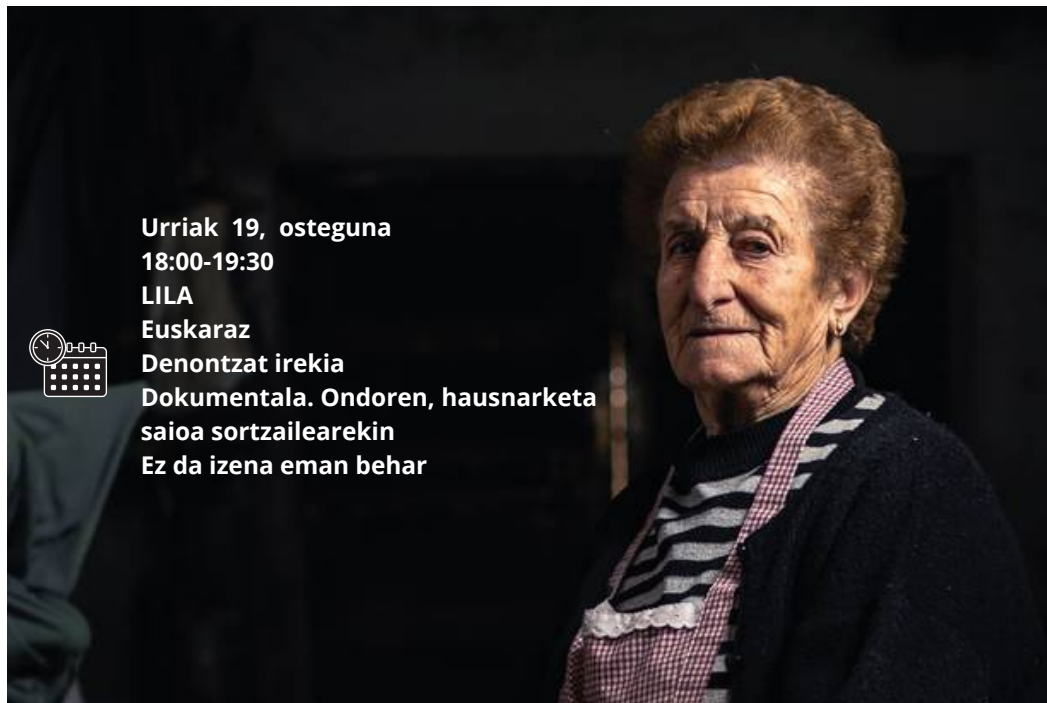 Urriak 19, osteguna
18:00-19:30
LILA
Euskaraz
Denontzat irekia
Dokumentala. Ondoren, hausnarketa
saioa sortzailearekin
Ez da izena eman behar